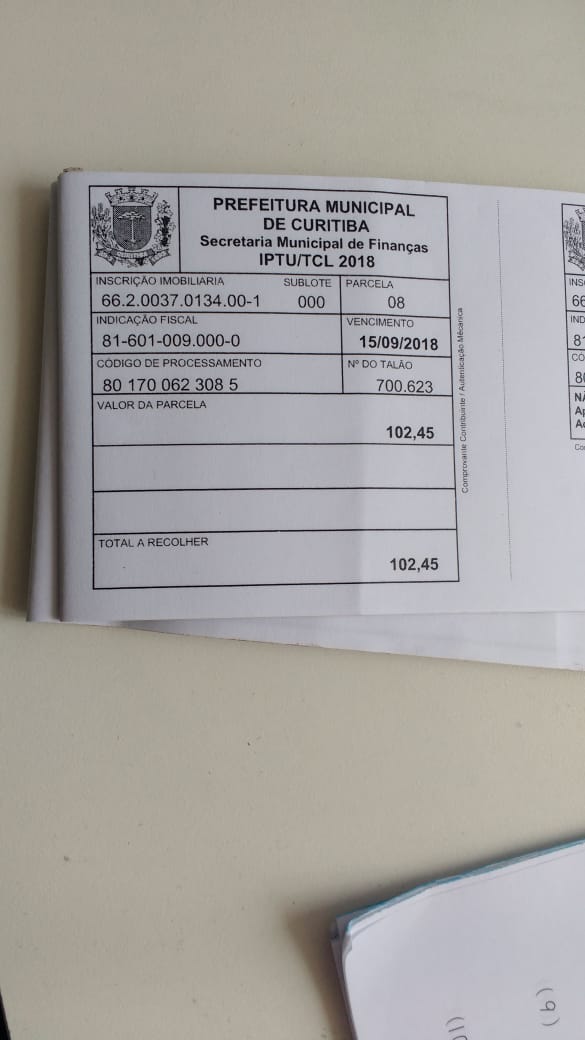 PREFEITURA MUNICIPAL
DE CURITIBA
Secretaria Municipal de Finanças
IPTU/TCL 2018
INSCRIÇÃO IMOBILIARIA SUBLOTE PARCELA
66.2.0037.0134.00-1 000 08
INDICAÇÃO FISCAL VENCIMENTO
81-601-009.000-0 15/09/2018
CÓDIGO DE PROCESSAMENTO Nº DO TALÃO
80 170 062 308 5 700.623
VALOR DA PARCELA
102,45
TOTAL A RECOLHER
102,45
Comprovante Contribuinte / Autenticação Mêcanica
INS
66
IND
81
CÓ
80
NÃ
Ap
Ac
Co
(b)